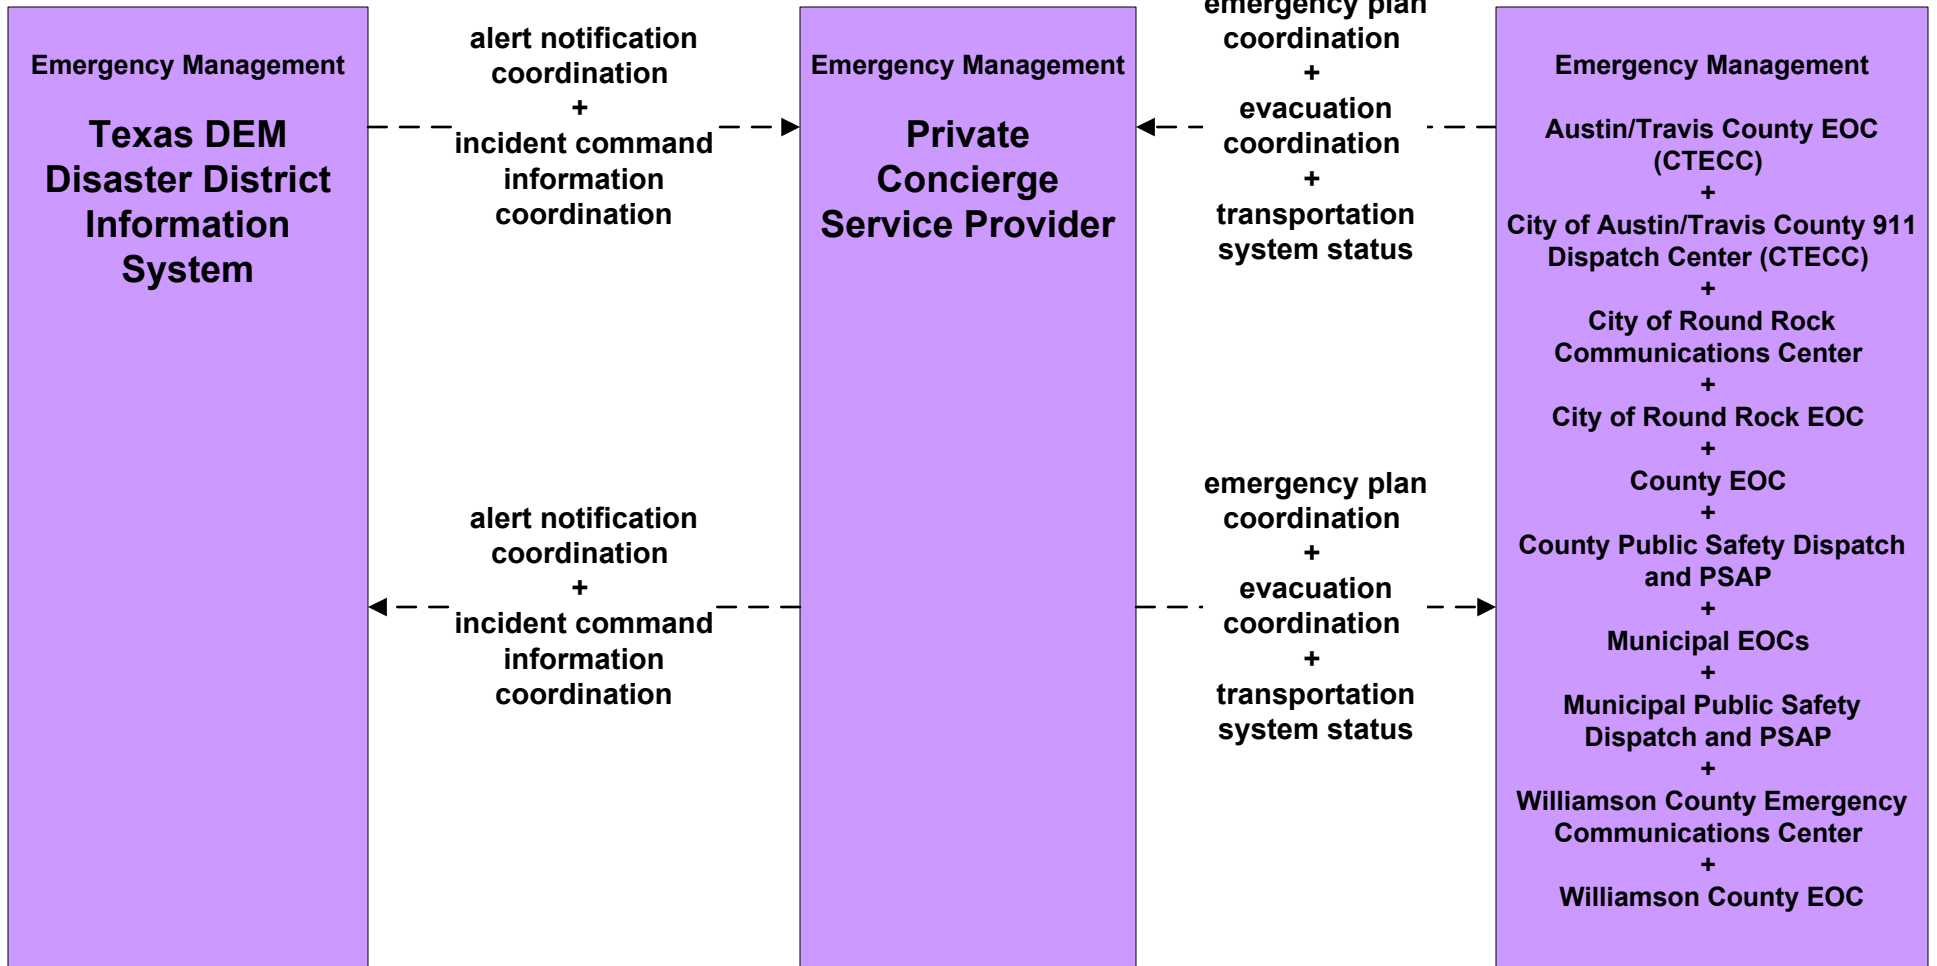 Emergency Management
Texas DEM
Disaster District
Information
System
alert notification
coordination
+
incident command
information
coordination
alert notification
coordination
+
incident command
information
coordination
Emergency Management
Private
Concierge
Service Provider
emergency plan
coordination
+
evacuation
coordination
+
transportation
system status
emergency plan
coordination
+
evacuation
coordination
+
transportation
system status
Emergency Management
Austin/Travis County EOC
(CTECC)
+
City of Austin/Travis County 911
Dispatch Center (CTECC)
+
City of Round Rock
Communications Center
+
City of Round Rock EOC
+
County EOC
+
County Public Safety Dispatch
and PSAP
+
Municipal EOCs
+
Municipal Public Safety
Dispatch and PSAP
+
Williamson County Emergency
Communications Center
+
Williamson County EOC